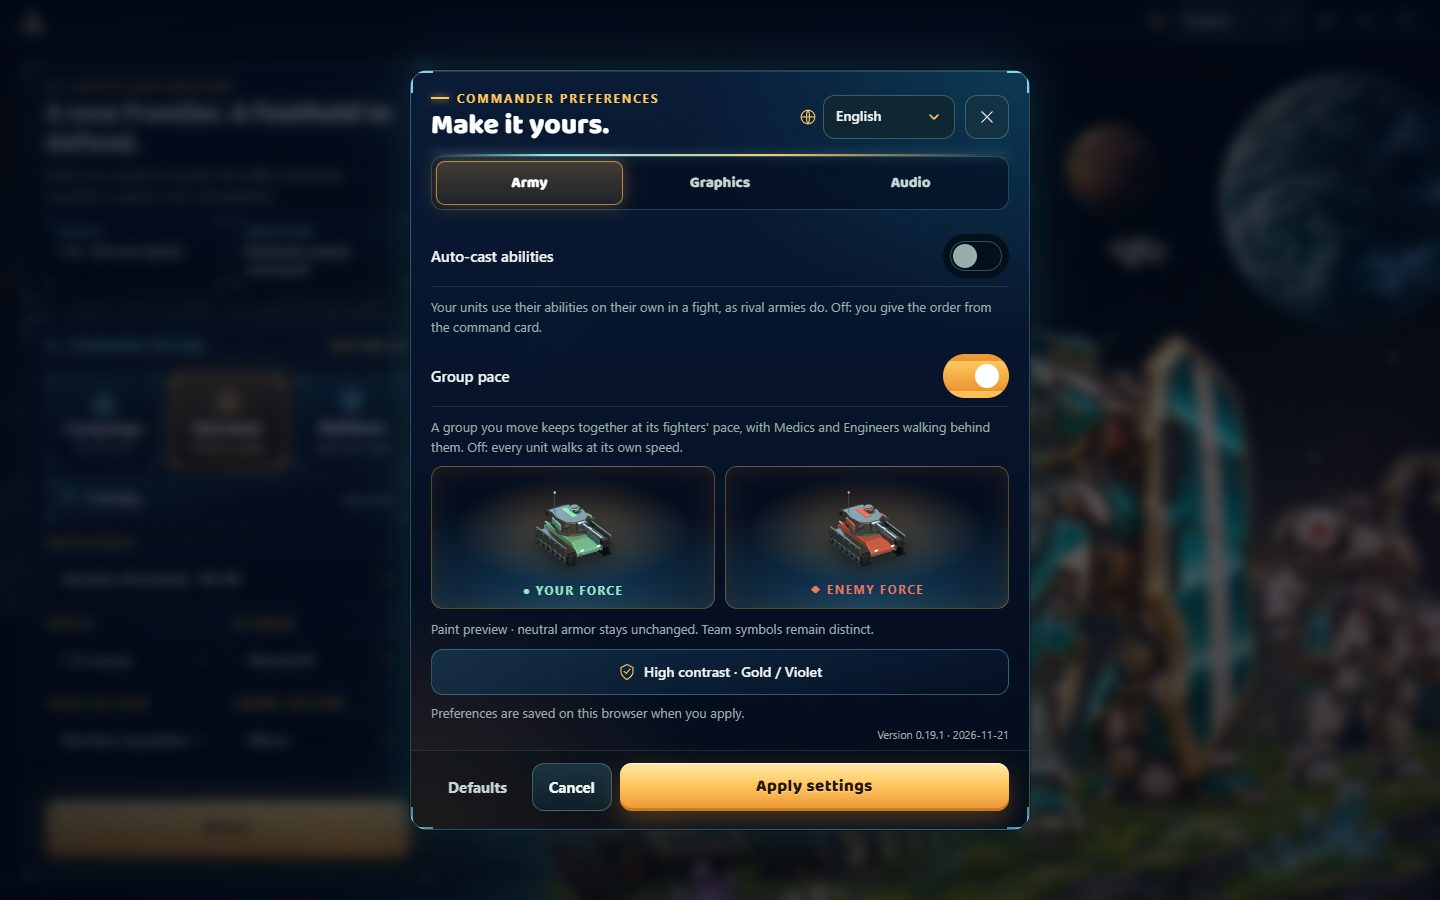 COMMANDER PREFERENCES
Make it yours.
English
Army
Graphics
Audio
Auto-cast abilities
Your units use their abilities on their own in a fight, as rival armies do. Off: you give the order from
the command card.
Group pace
A group you move keeps together at its fighters' pace, with Medics and Engineers walking behind
them. Off: every unit walks at its own speed.
YOUR FORCE
ENEMY FORCE
Paint preview · neutral armor stays unchanged. Team symbols remain distinct.
High contrast · Gold / Violet
Preferences are saved on this browser when you apply.
Version 0.19.1 · 2026-11-21
Defaults
Cancel
Apply settings